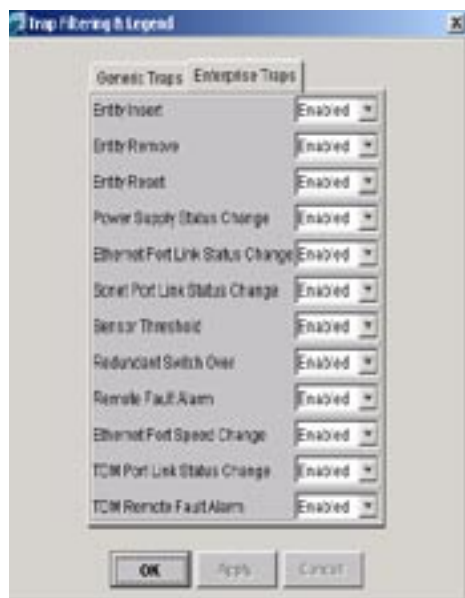 Trap Filtering & Legend
Generic Traps Enterprise Traps
Entity Insert Enabled
Entity Remove Enabled
Entity Reset Enabled
Power Supply Status Change Enabled
Ethernet Port Link Status Change Enabled
Sonet Port Link Status Change Enabled
Sensor Threshold Enabled
Redundant Switch Over Enabled
Remote Fault Alarm Enabled
Ethernet Port Speed Change Enabled
TDM Port Link Status Change Enabled
TDM Remote Fault Alarm Enabled
OK Apply Cancel